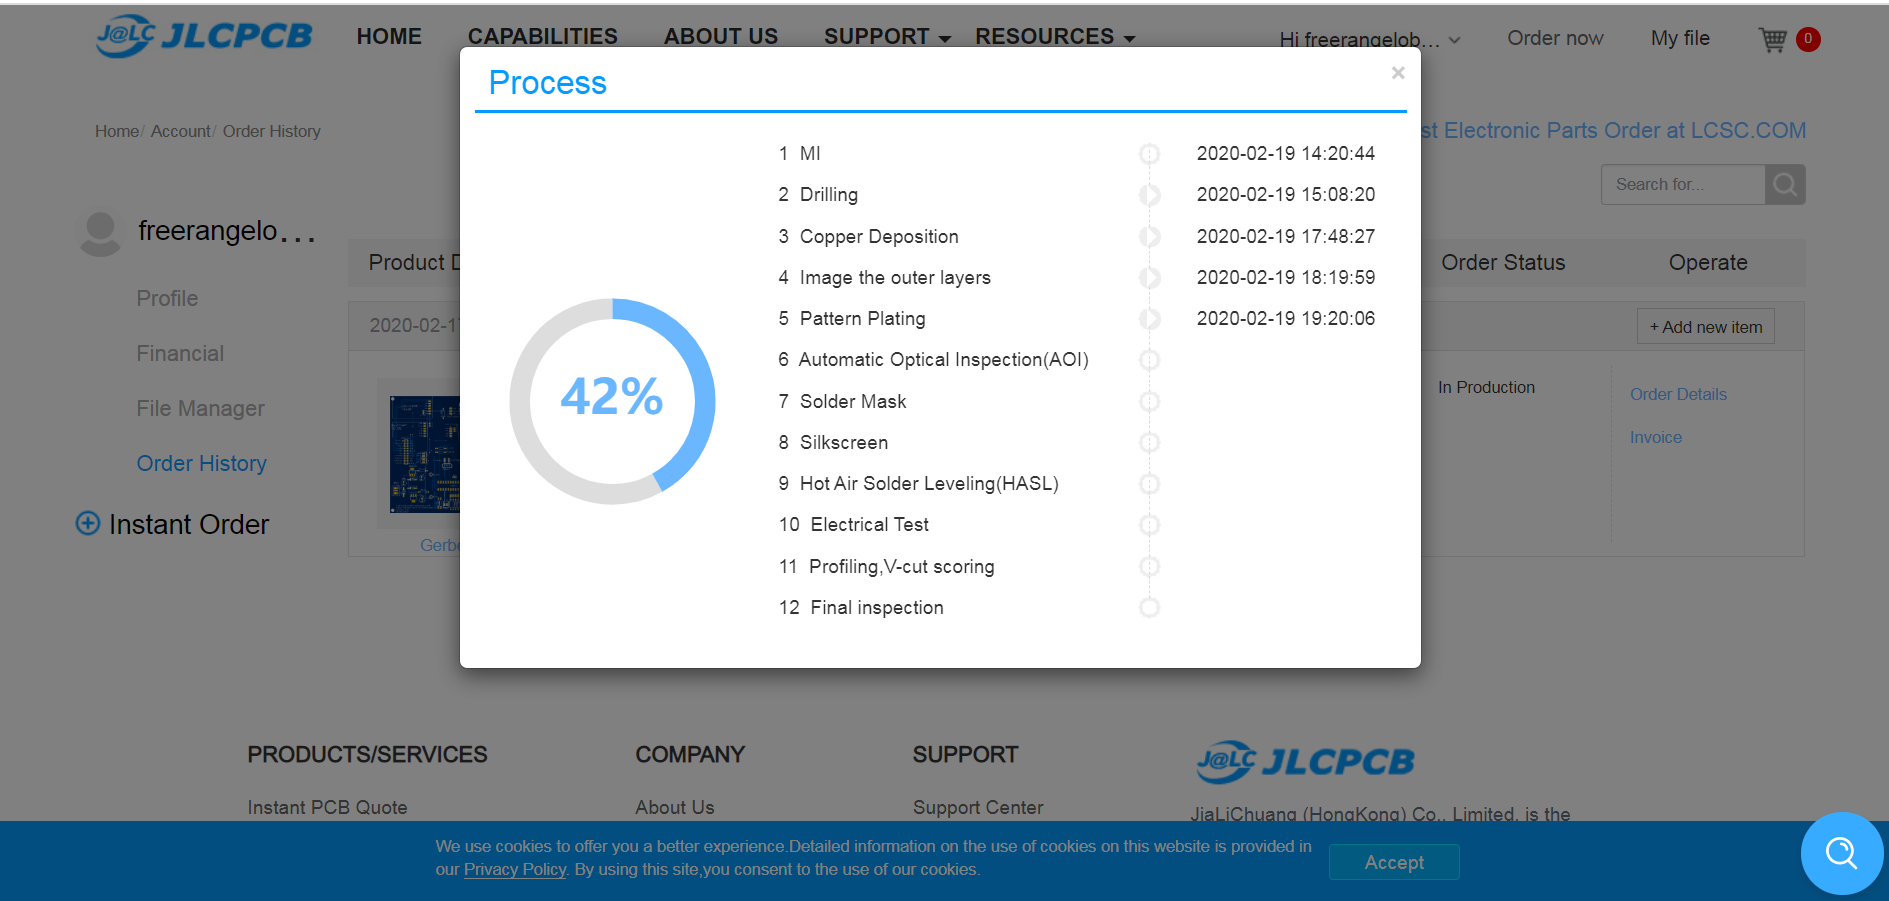 J@LC JLCPCB
HOME
CAPABILITIES
ABOUT US
SUPPORT
RESOURCES
Hi freerangelob...
Order now
My file
0
Process
×
Home/ Account/ Order History
st Electronic Parts Order at LCSC.COM
Search for...
freerangelo...
Profile
Financial
File Manager
Order History
Instant Order
Product D
Order Status
Operate
2020-02-1
+ Add new item
In Production
Order Details
Invoice
Gerbe
42%
1 MI 2020-02-19 14:20:44
2 Drilling 2020-02-19 15:08:20
3 Copper Deposition 2020-02-19 17:48:27
4 Image the outer layers 2020-02-19 18:19:59
5 Pattern Plating 2020-02-19 19:20:06
6 Automatic Optical Inspection(AOI)
7 Solder Mask
8 Silkscreen
9 Hot Air Solder Leveling(HASL)
10 Electrical Test
11 Profiling,V-cut scoring
12 Final inspection
PRODUCTS/SERVICES
Instant PCB Quote
COMPANY
About Us
SUPPORT
Support Center
J@LC JLCPCB
JiaLiChuang (HongKong) Co., Limited, is the
We use cookies to offer you a better experience.Detailed information on the use of cookies on this website is provided in
our Privacy Policy. By using this site,you consent to the use of our cookies.
Accept